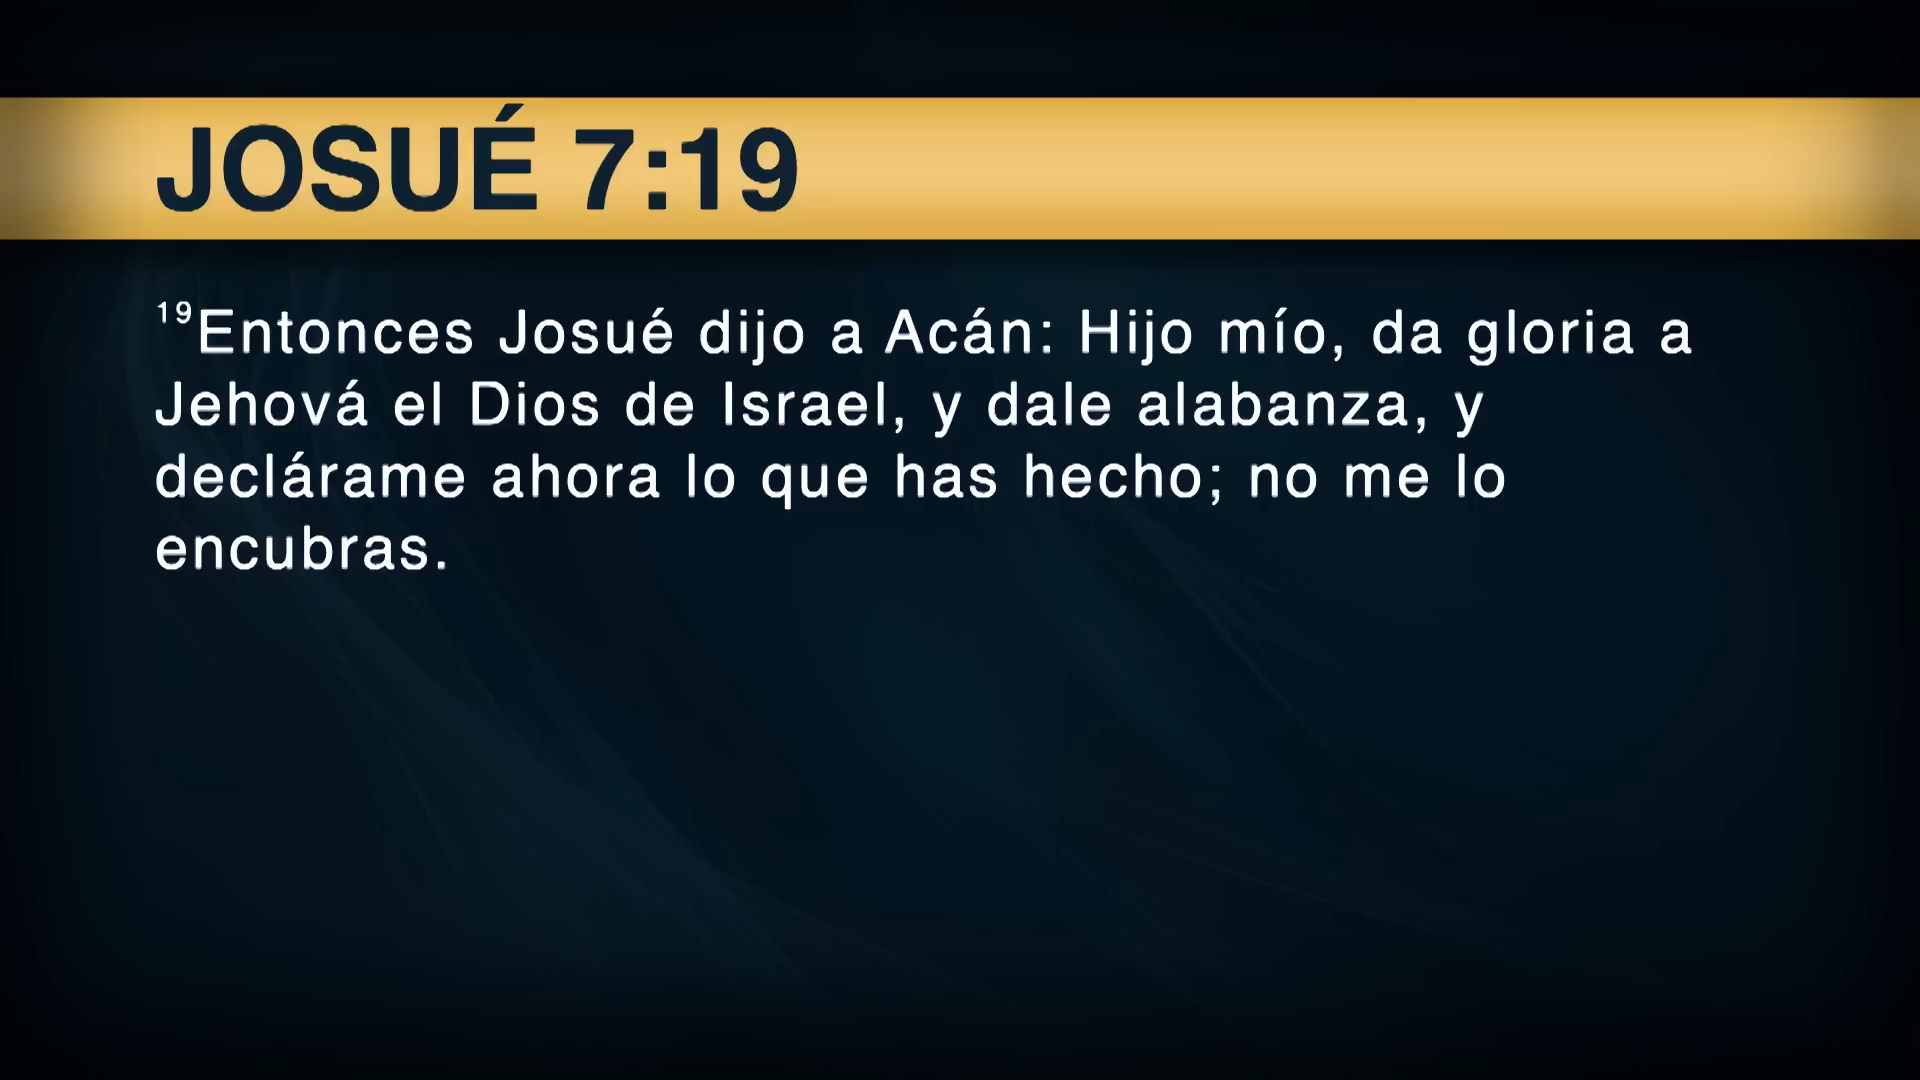 JOSUÉ 7:19
¹⁹Entonces Josué dijo a Acán: Hijo mío, da gloria a
Jehová el Dios de Israel, y dale alabanza, y
declárame ahora lo que has hecho; no me lo
encubras.